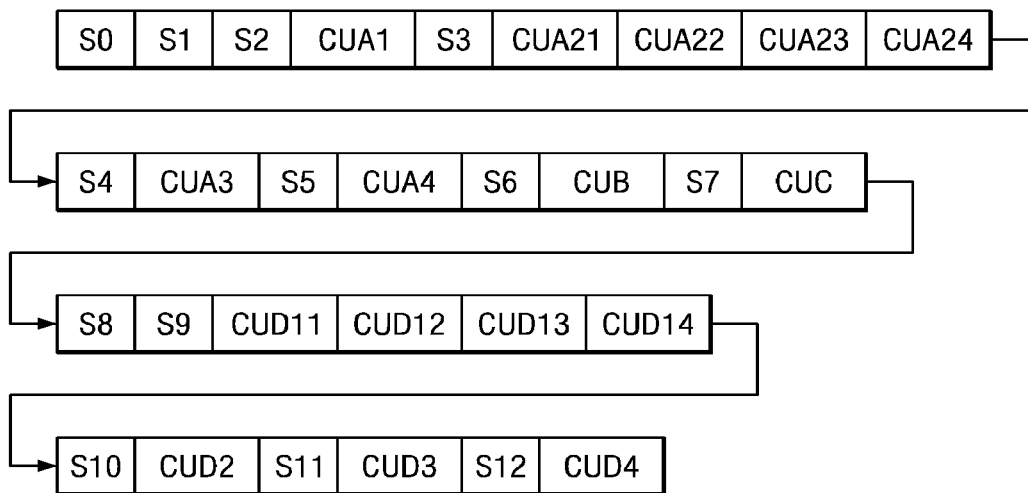 S0 S1 S2 CUA1 S3 CUA21 CUA22 CUA23 CUA24
S4 CUA3 S5 CUA4 S6 CUB S7 CUC
S8 S9 CUD11 CUD12 CUD13 CUD14
S10 CUD2 S11 CUD3 S12 CUD4